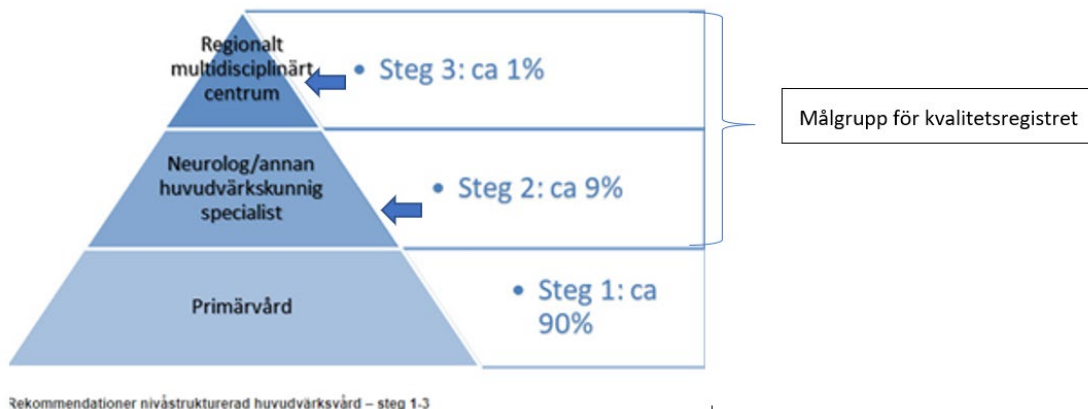 Regionalt
multidisciplinärt
centrum
• Steg 3: ca 1%
Målgrupp för kvalitetsregistret
Neurolog/annan
huvudvärkskunnig
specialist
• Steg 2: ca 9%
Primärvård
• Steg 1: ca
90%
Rekommendationer nivåstrukturerad huvudvärksvård – steg 1-3